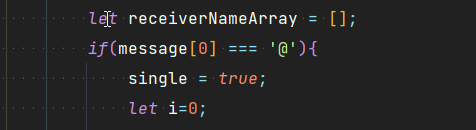 let receiverNameArray = [];
if(message[0] === '@'){
single = true;
let i=0;